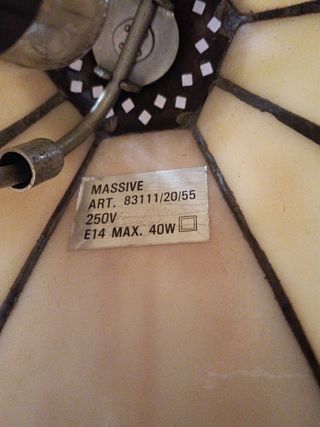 MASSIVE
ART. 83111/20/55
250V
E14 MAX. 40W